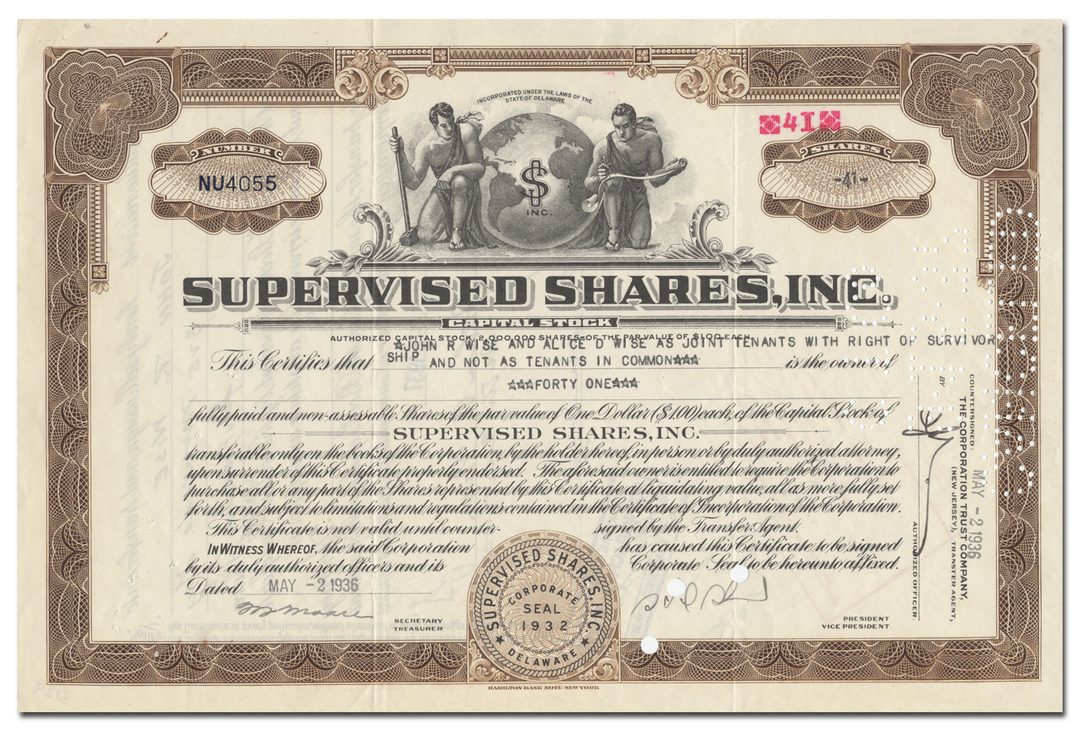 INCORPORATED UNDER THE LAWS OF THE
STATE OF DELAWARE
41
NUMBER
NU4055
SHARES
-41-
$
INC.
SUPERVISED SHARES, INC.
CAPITAL STOCK
AUTHORIZED CAPITAL STOCK, 2,000,000 SHARES OF THE PAR VALUE OF $1.00 EACH
JOHN R WISE AND ALICE D WISE AS JOINT TENANTS WITH RIGHT OF SURVIVOR
This Certifies that SHIP AND NOT AS TENANTS IN COMMON is the owner of
FORTY ONE
fully paid and non-assessable Shares of the par value of One Dollar ($1.00) each, of the Capital Stock of
SUPERVISED SHARES, INC.
transferable only on the books of the Corporation, by the holder hereof, in person or by duly authorized attorney,
upon surrender of this Certificate properly endorsed. The aforesaid owner is entitled to require the Corporation to
purchase all or any part of the Shares represented by this Certificate at liquidating value, all as more fully set
forth, and subject to limitations and regulations contained in the Certificate of Incorporation of the Corporation.
This Certificate is not valid until countersigned by the Transfer Agent.
IN WITNESS WHEREOF, the said Corporation has caused this Certificate to be signed
by its duly authorized officers and its Corporate Seal to be hereunto affixed.
Dated MAY -2 1936
SECRETARY
TREASURER
SUPERVISED SHARES, INC.
CORPORATE
SEAL
1932
DELAWARE
PRESIDENT
VICE PRESIDENT
COUNTERSIGNED: MAY -2 1936
THE CORPORATION TRUST COMPANY,
(NEW JERSEY), TRANSFER AGENT,
BY
AUTHORIZED OFFICER.
HAMILTON BANK NOTE NEW YORK